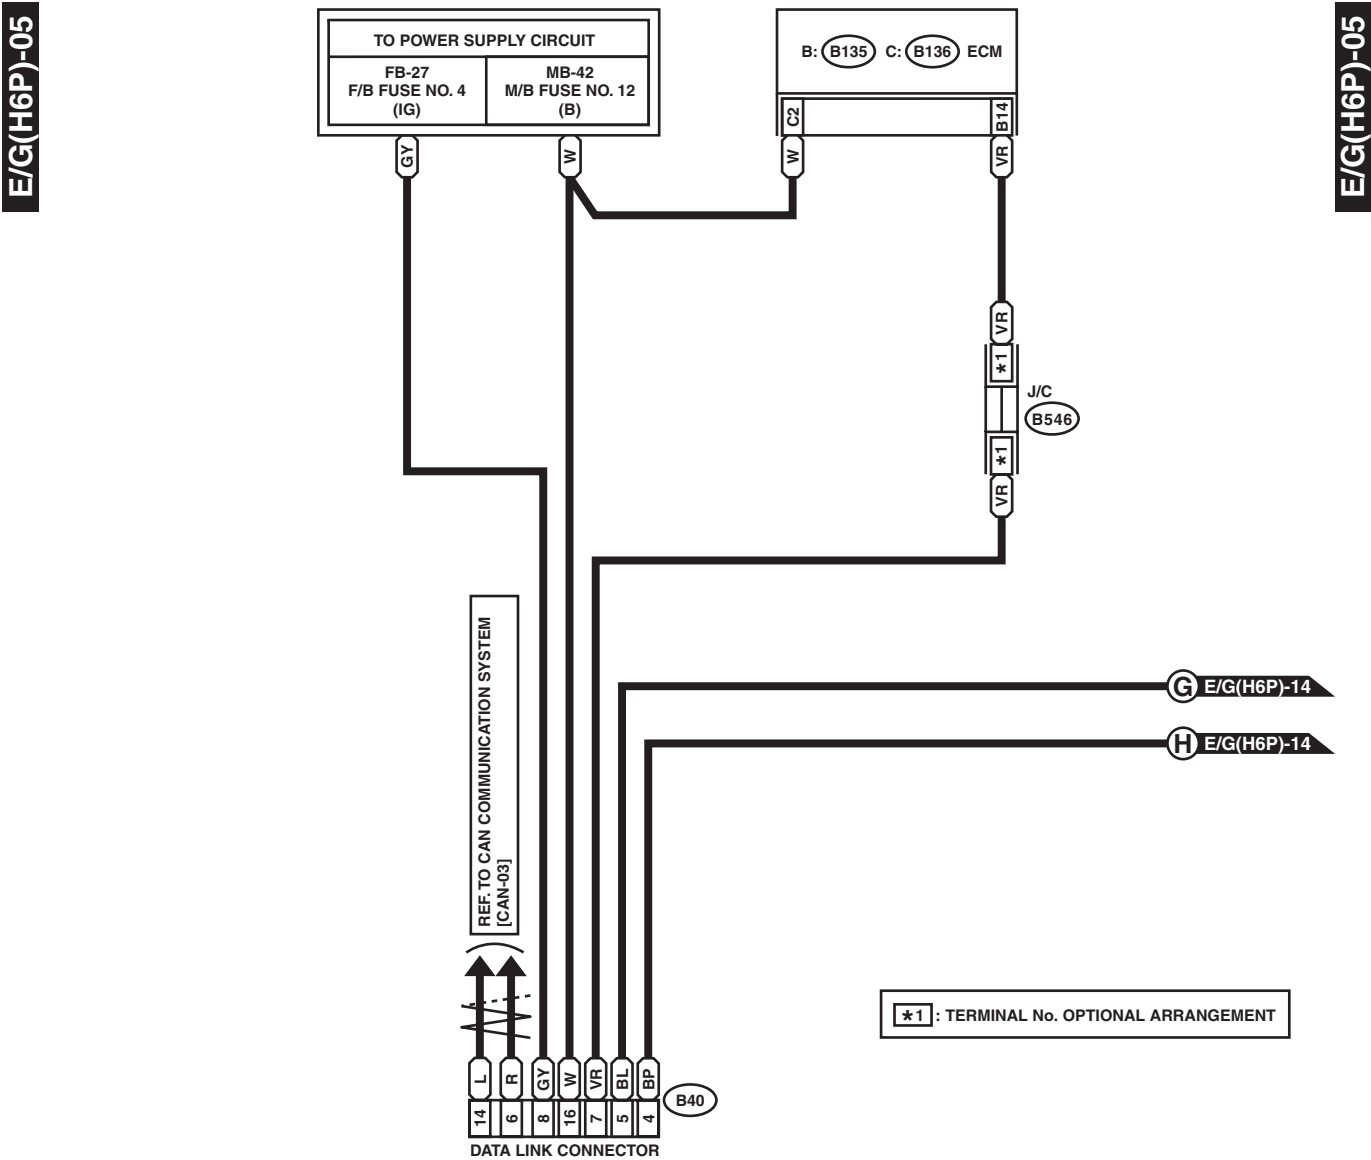 E/G(H6P)-05
E/G(H6P)-05
TO POWER SUPPLY CIRCUIT
FB-27
F/B FUSE NO. 4
(IG)
MB-42
M/B FUSE NO. 12
(B)
B: B135 C: B136 ECM
C2
B14
GY
W
W
VR
VR
*1
J/C
B546
*1
VR
REF. TO CAN COMMUNICATION SYSTEM
[CAN-03]
G E/G(H6P)-14
H E/G(H6P)-14
*1 : TERMINAL No. OPTIONAL ARRANGEMENT
L R GY W VR BL BP
14 6 8 16 7 5 4
B40
DATA LINK CONNECTOR